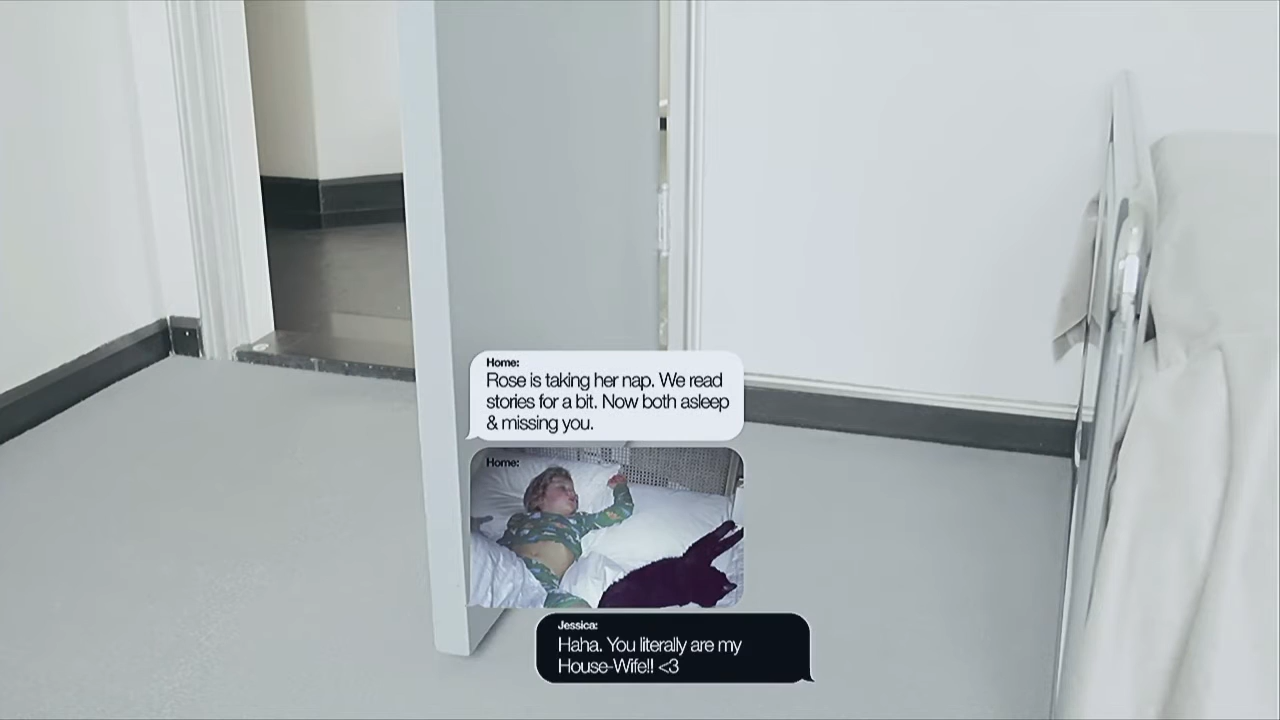 Home:
Rose is taking her nap. We read
stories for a bit. Now both asleep
& missing you.
Home:
Jessica:
Haha. You literally are my
House-Wife!! <3